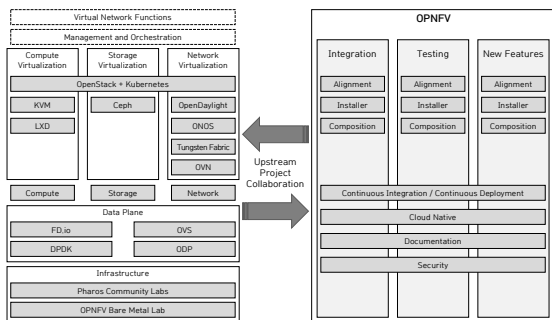 Virtual Network Functions
Management and Orchestration
Compute
Virtualization
Storage
Virtualization
Network
Virtualization
OpenStack + Kubernetes
KVM
Ceph
OpenDaylight
LXD
ONOS
Tungsten Fabric
OVN
Compute
Storage
Network
Data Plane
FD.io
OVS
DPDK
ODP
Infrastructure
Pharos Community Labs
OPNFV Bare Metal Lab
Upstream
Project
Collaboration
OPNFV
Integration
Testing
New Features
Alignment
Alignment
Alignment
Installer
Installer
Installer
Composition
Composition
Composition
Continuous Integration / Continuous Deployment
Cloud Native
Documentation
Security